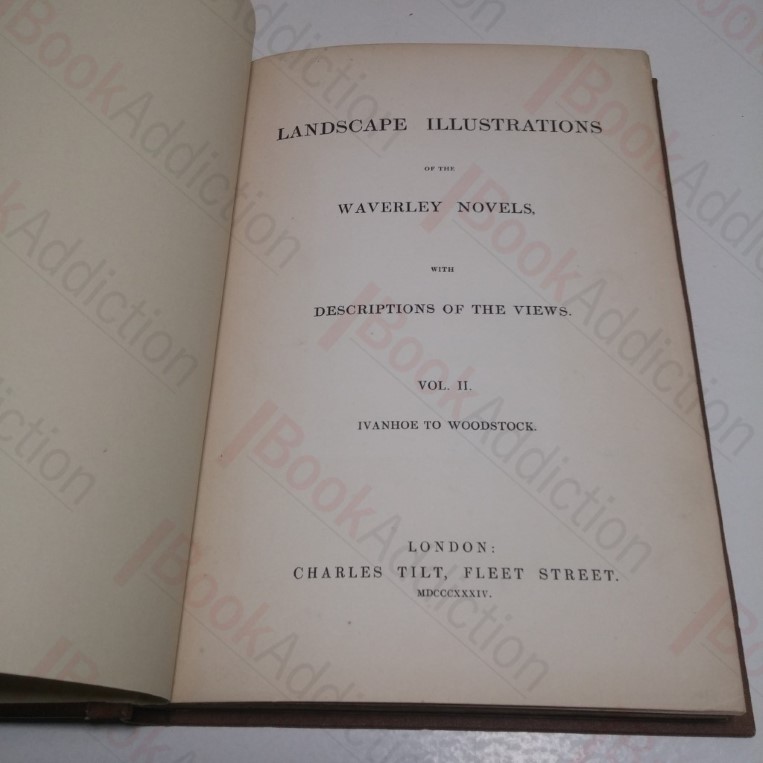 LANDSCAPE ILLUSTRATIONS
OF THE
WAVERLEY NOVELS,
WITH
DESCRIPTIONS OF THE VIEWS.
VOL. II.
IVANHOE TO WOODSTOCK.
LONDON:
CHARLES TILT, FLEET STREET.
MDCCCXXXIV.
BookAddiction